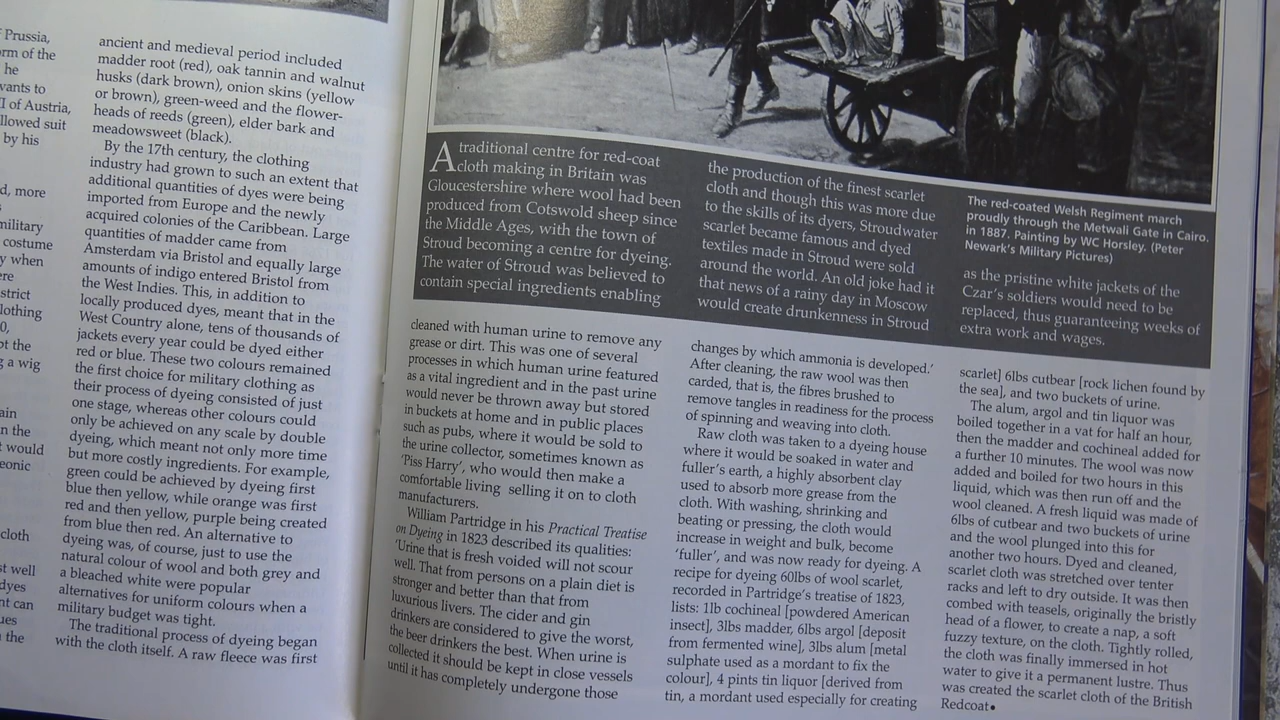 Prussia,
orm of the
he
vants to
I of Austria,
llowed suit
by his
d, more
military
costume
y when
ere
strict
lothing
0,
ot the
g a wig
ain
n the
t would
eonic
cloth
st well
dyes
nt can
ues
n the
ancient and medieval period included
madder root (red), oak tannin and walnut
husks (dark brown), onion skins (yellow
or brown), green-weed and the flower-
heads of reeds (green), elder bark and
meadowsweet (black).
By the 17th century, the clothing
industry had grown to such an extent that
additional quantities of dyes were being
imported from Europe and the newly
acquired colonies of the Caribbean. Large
quantities of madder came from
Amsterdam via Bristol and equally large
amounts of indigo entered Bristol from
the West Indies. This, in addition to
locally produced dyes, meant that in the
West Country alone, tens of thousands of
jackets every year could be dyed either
red or blue. These two colours remained
the first choice for military clothing as
their process of dyeing consisted of just
one stage, whereas other colours could
only be achieved on any scale by double
dyeing, which meant not only more time
but more costly ingredients. For example,
green could be achieved by dyeing first
blue then yellow, while orange was first
red and then yellow, purple being created
from blue then red. An alternative to
dyeing was, of course, just to use the
natural colour of wool and both grey and
a bleached white were popular
alternatives for uniform colours when a
military budget was tight.
The traditional process of dyeing began
with the cloth itself. A raw fleece was first
A traditional centre for red-coat
cloth making in Britain was
Gloucestershire where wool had been
produced from Cotswold sheep since
the Middle Ages, with the town of
Stroud becoming a centre for dyeing.
The water of Stroud was believed to
contain special ingredients enabling
the production of the finest scarlet
cloth and though this was more due
to the skills of its dyers, Stroudwater
scarlet became famous and dyed
textiles made in Stroud were sold
around the world. An old joke had it
that news of a rainy day in Moscow
would create drunkenness in Stroud
The red-coated Welsh Regiment march
proudly through the Metwali Gate in Cairo.
in 1887. Painting by WC Horsley. (Peter
Newark's Military Pictures)
as the pristine white jackets of the
Czar's soldiers would need to be
replaced, thus guaranteeing weeks of
extra work and wages.
cleaned with human urine to remove any
grease or dirt. This was one of several
processes in which human urine featured
as a vital ingredient and in the past urine
would never be thrown away but stored
in buckets at home and in public places
such as pubs, where it would be sold to
the urine collector, sometimes known as
'Piss Harry', who would then make a
comfortable living selling it on to cloth
manufacturers.
William Partridge in his Practical Treatise
on Dyeing in 1823 described its qualities:
'Urine that is fresh voided will not scour
well. That from persons on a plain diet is
stronger and better than that from
luxurious livers. The cider and gin
drinkers are considered to give the worst,
the beer drinkers the best. When urine is
collected it should be kept in close vessels
until it has completely undergone those
changes by which ammonia is developed.'
After cleaning, the raw wool was then
carded, that is, the fibres brushed to
remove tangles in readiness for the process
of spinning and weaving into cloth.
Raw cloth was taken to a dyeing house
where it would be soaked in water and
fuller's earth, a highly absorbent clay
used to absorb more grease from the
cloth. With washing, shrinking and
beating or pressing, the cloth would
increase in weight and bulk, become
'fuller', and was now ready for dyeing. A
recipe for dyeing 60lbs of wool scarlet,
recorded in Partridge's treatise of 1823,
lists: 1lb cochineal [powdered American
insect], 3lbs madder, 6lbs argol [deposit
from fermented wine], 3lbs alum [metal
sulphate used as a mordant to fix the
colour], 4 pints tin liquor [derived from
tin, a mordant used especially for creating
scarlet] 6lbs cutbear [rock lichen found by
the sea], and two buckets of urine.
The alum, argol and tin liquor was
boiled together in a vat for half an hour,
then the madder and cochineal added for
a further 10 minutes. The wool was now
added and boiled for two hours in this
liquid, which was then run off and the
wool cleaned. A fresh liquid was made of
6lbs of cutbear and two buckets of urine
and the wool plunged into this for
another two hours. Dyed and cleaned,
scarlet cloth was stretched over tenter
racks and left to dry outside. It was then
combed with teasels, originally the bristly
head of a flower, to create a nap, a soft
fuzzy texture, on the cloth. Tightly rolled,
the cloth was finally immersed in hot
water to give it a permanent lustre. Thus
was created the scarlet cloth of the British
Redcoat●